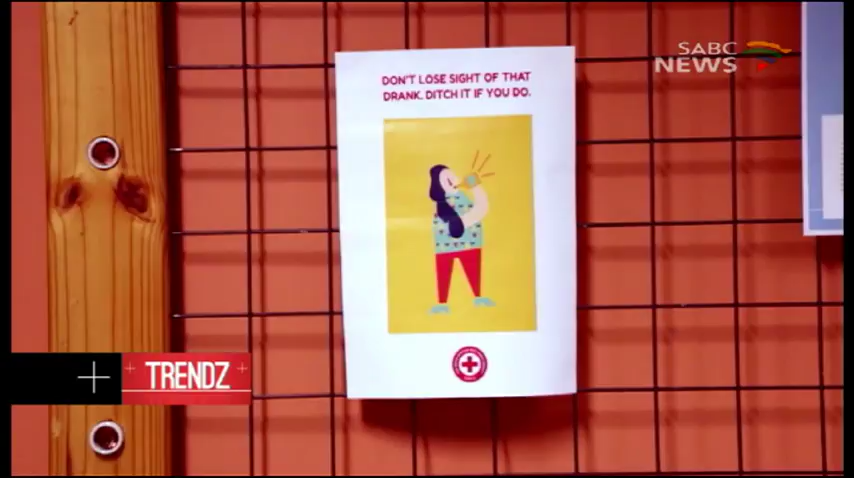 SABC
NEWS
DON'T LOSE SIGHT OF THAT
DRANK. DITCH IT IF YOU DO.
TRENDZ